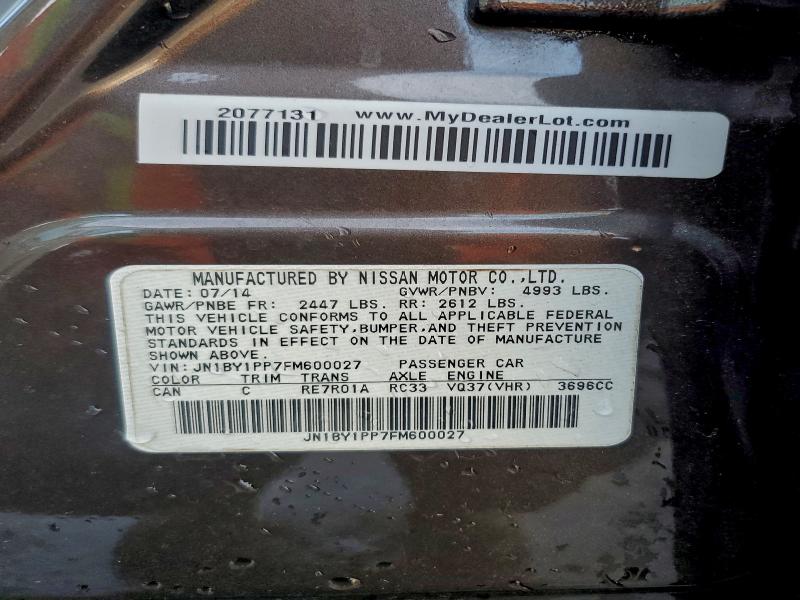 2077131 www.MyDealerLot.com
MANUFACTURED BY NISSAN MOTOR CO.,LTD.
DATE: 07/14 GVWR/PNBV: 4993 LBS.
GAWR/PNBE FR: 2447 LBS. RR: 2612 LBS.
THIS VEHICLE CONFORMS TO ALL APPLICABLE FEDERAL
MOTOR VEHICLE SAFETY,BUMPER,AND THEFT PREVENTION
STANDARDS IN EFFECT ON THE DATE OF MANUFACTURE
SHOWN ABOVE.
VIN: JN1BY1PP7FM600027 PASSENGER CAR
COLOR TRIM TRANS AXLE ENGINE
CAN C RE7R01A RC33 VQ37(VHR) 3696CC
JN1BY1PP7FM600027